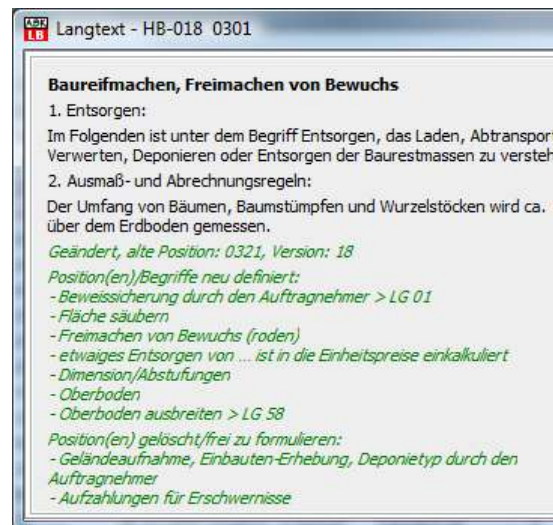 ABK
LB
Langtext - HB-018 0301
Baureifmachen, Freimachen von Bewuchs
1. Entsorgen:
Im Folgenden ist unter dem Begriff Entsorgen, das Laden, Abtransport
Verwerten, Deponieren oder Entsorgen der Baurestmassen zu versteh
2. Ausmaß- und Abrechnungsregeln:
Der Umfang von Bäumen, Baumstümpfen und Wurzelstöcken wird ca.
über dem Erdboden gemessen.
Geändert, alte Position: 0321, Version: 18
Position(en)/Begriffe neu definiert:
- Beweissicherung durch den Auftragnehmer > LG 01
- Fläche säubern
- Freimachen von Bewuchs (roden)
- etwaiges Entsorgen von ... ist in die Einheitspreise einkalkuliert
- Dimension/Abstufungen
- Oberboden
- Oberboden ausbreiten > LG 58
Position(en) gelöscht/frei zu formulieren:
- Geländeaufnahme, Einbauten-Erhebung, Deponietyp durch den
Auftragnehmer
- Aufzahlungen für Erschwernisse